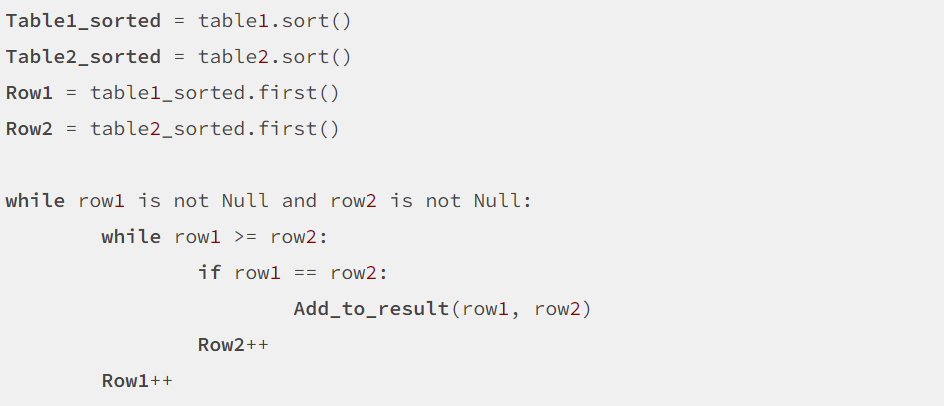 Table1_sorted = table1.sort()
Table2_sorted = table2.sort()
Row1 = table1_sorted.first()
Row2 = table2_sorted.first()

while row1 is not Null and row2 is not Null:
        while row1 >= row2:
                if row1 == row2:
                        Add_to_result(row1, row2)
                Row2++
        Row1++